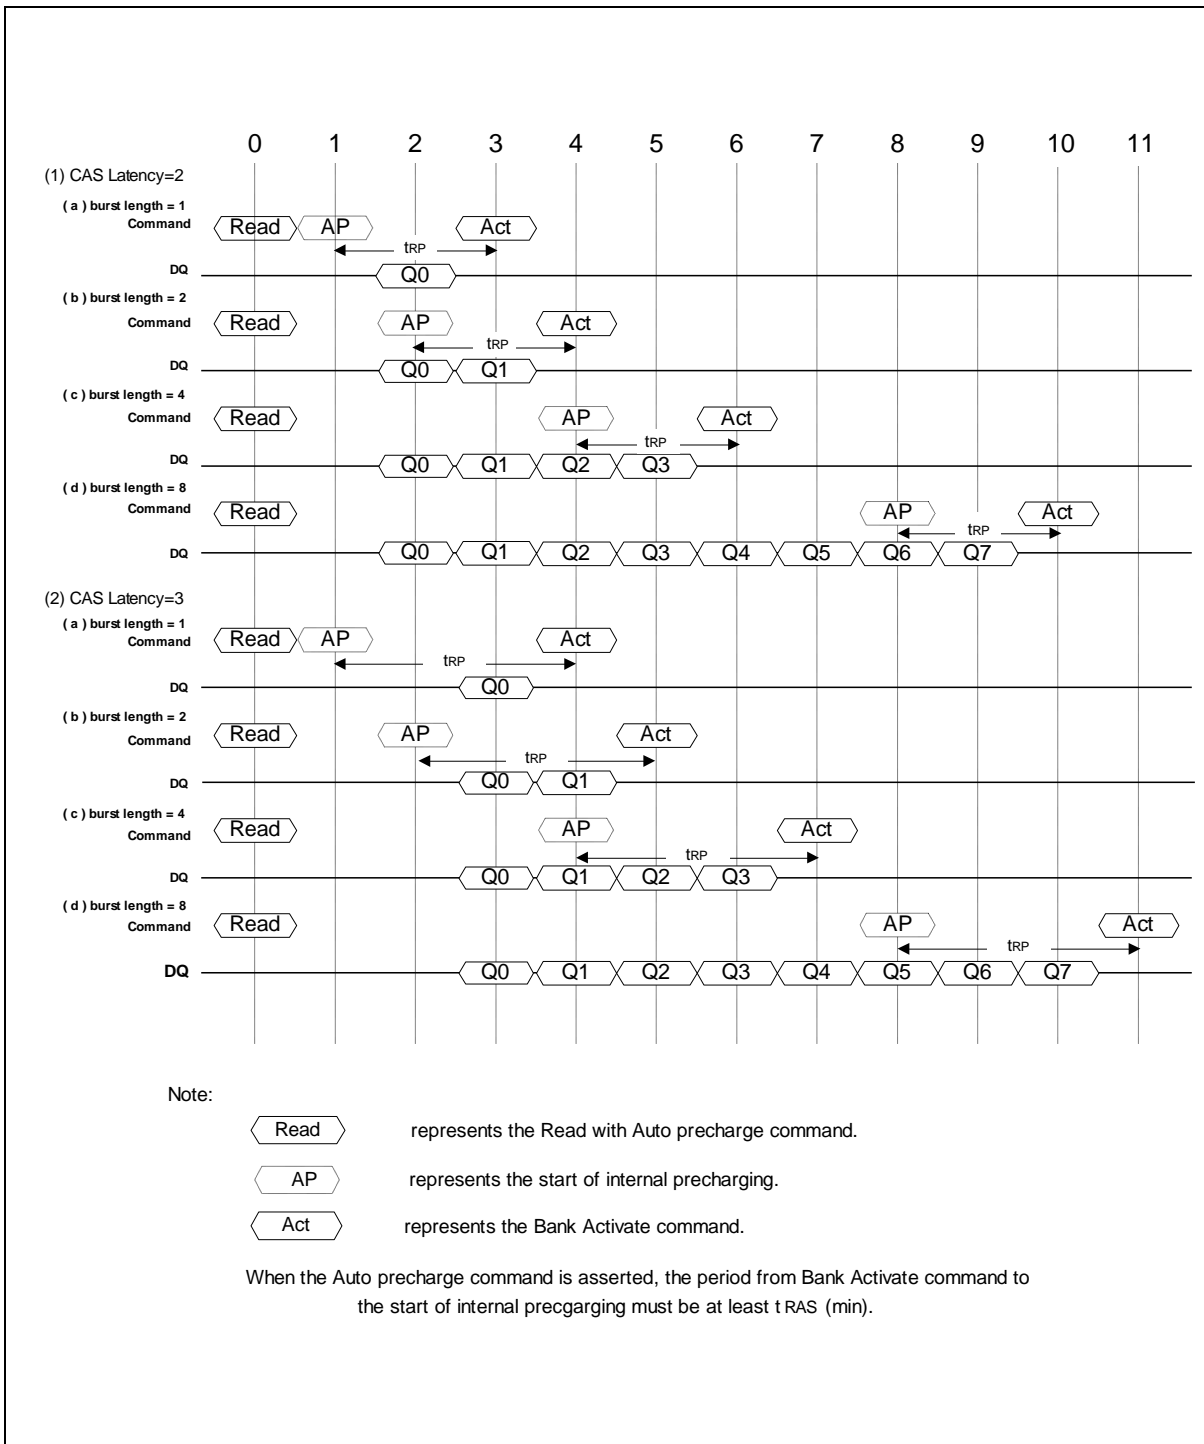 0 1 2 3 4 5 6 7 8 9 10 11
(1) CAS Latency=2
( a ) burst length = 1
Command Read AP Act
tRP
DQ Q0
( b ) burst length = 2
Command Read AP Act
tRP
DQ Q0 Q1
( c ) burst length = 4
Command Read AP Act
tRP
DQ Q0 Q1 Q2 Q3
( d ) burst length = 8
Command Read AP Act
tRP
DQ Q0 Q1 Q2 Q3 Q4 Q5 Q6 Q7
(2) CAS Latency=3
( a ) burst length = 1
Command Read AP Act
tRP
DQ Q0
( b ) burst length = 2
Command Read AP Act
tRP
DQ Q0 Q1
( c ) burst length = 4
Command Read AP Act
tRP
DQ Q0 Q1 Q2 Q3
( d ) burst length = 8
Command Read AP Act
tRP
DQ Q0 Q1 Q2 Q3 Q4 Q5 Q6 Q7
Note:
Read represents the Read with Auto precharge command.
AP represents the start of internal precharging.
Act represents the Bank Activate command.
When the Auto precharge command is asserted, the period from Bank Activate command to
the start of internal precgarging must be at least t RAS (min).